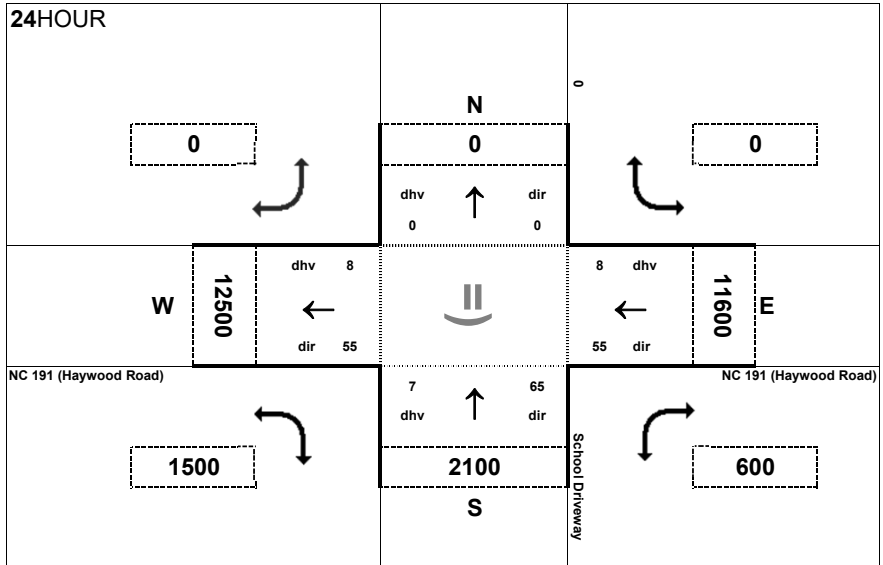 24HOUR
0
N
0
0
0
dhv
dir
0
0
dhv 8
8 dhv
W
12500
11600
E
dir 55
55 dir
NC 191 (Haywood Road)
NC 191 (Haywood Road)
7
65
dhv
dir
1500
2100
600
School Driveway
S